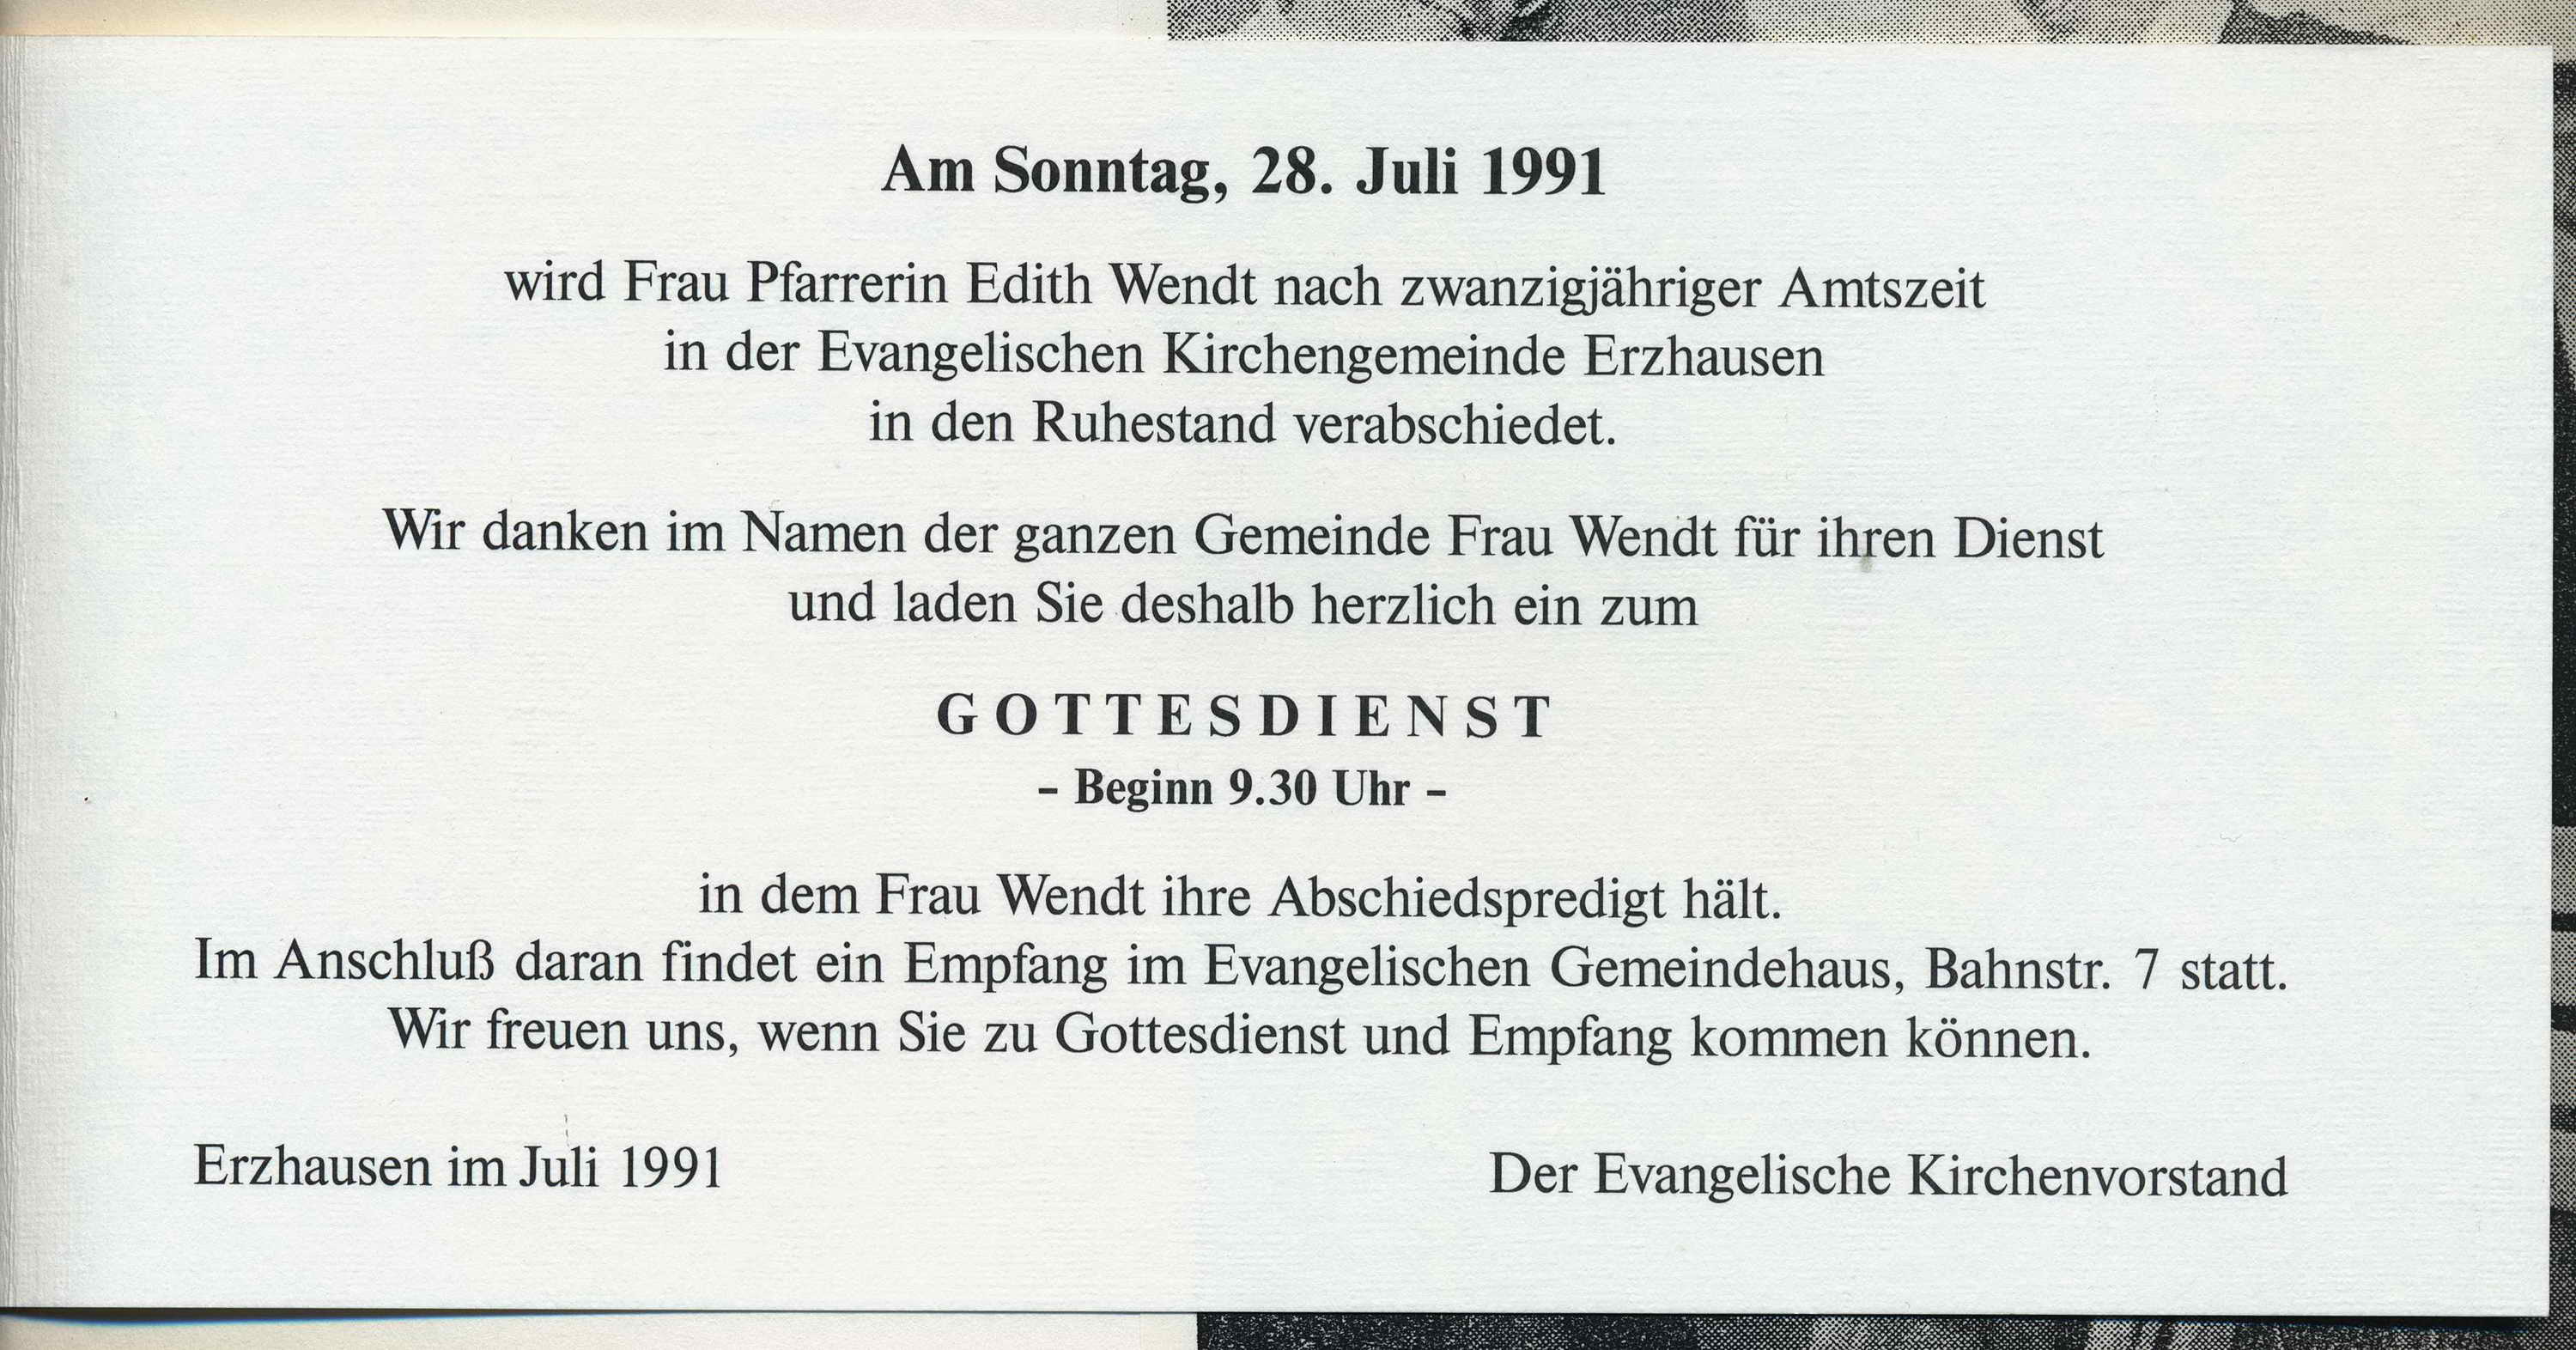 Am Sonntag, 28. Juli 1991
wird Frau Pfarrerin Edith Wendt nach zwanzigjähriger Amtszeit
in der Evangelischen Kirchengemeinde Erzhausen
in den Ruhestand verabschiedet.
Wir danken im Namen der ganzen Gemeinde Frau Wendt für ihren Dienst
und laden Sie deshalb herzlich ein zum
GOTTESDIENST
– Beginn 9.30 Uhr –
in dem Frau Wendt ihre Abschiedspredigt hält.
Im Anschluß daran findet ein Empfang im Evangelischen Gemeindehaus, Bahnstr. 7 statt.
Wir freuen uns, wenn Sie zu Gottesdienst und Empfang kommen können.
Erzhausen im Juli 1991
Der Evangelische Kirchenvorstand